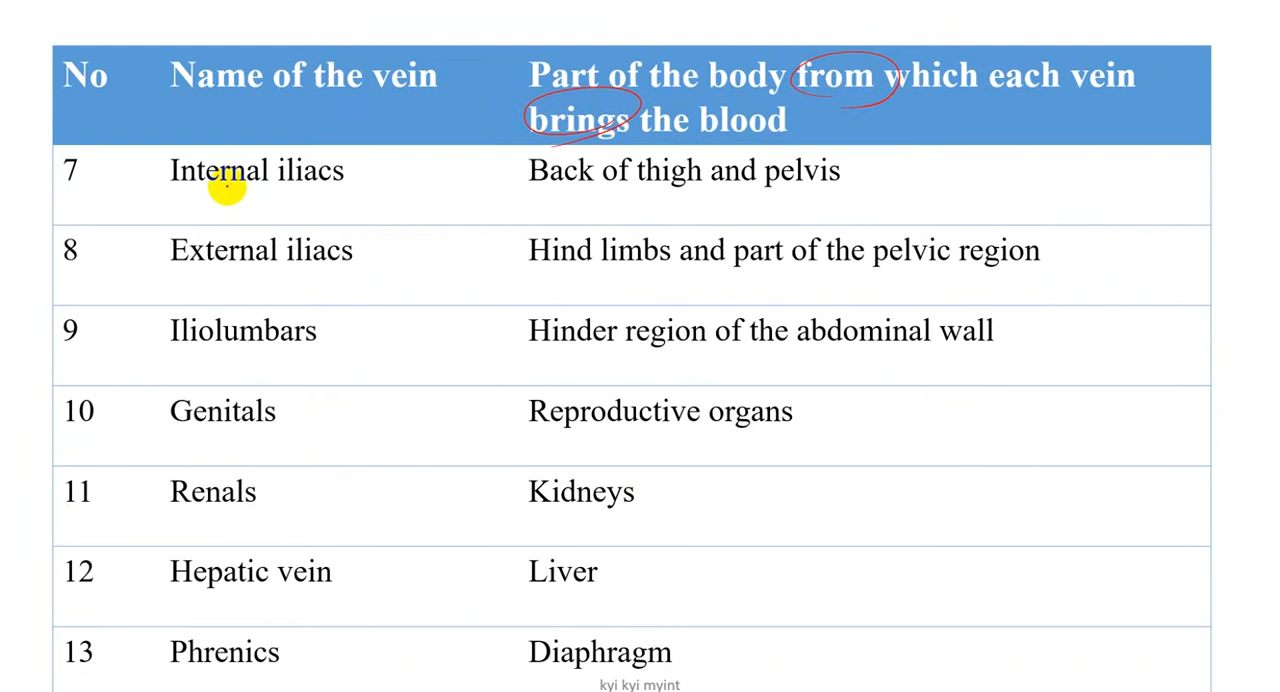 No Name of the vein Part of the body from which each vein
brings the blood
7 Internal iliacs Back of thigh and pelvis
8 External iliacs Hind limbs and part of the pelvic region
9 Iliolumbars Hinder region of the abdominal wall
10 Genitals Reproductive organs
11 Renals Kidneys
12 Hepatic vein Liver
13 Phrenics Diaphragm
kyi kyi myint